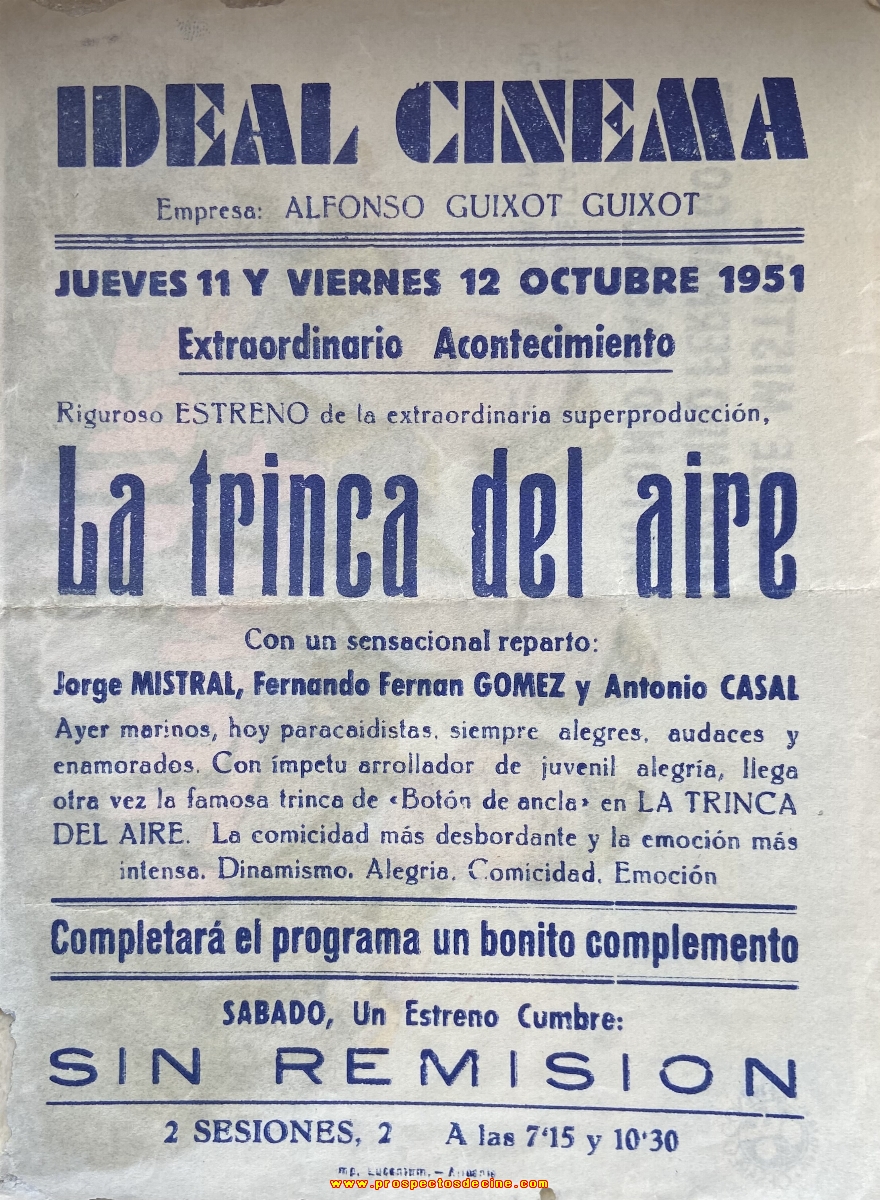 IDEAL CINEMA
Empresa: ALFONSO GUIXOT GUIXOT
JUEVES 11 Y VIERNES 12 OCTUBRE 1951
Extraordinario Acontecimiento
Riguroso ESTRENO de la extraordinaria superproducción,
La trinca del aire
Con un sensacional reparto:
Jorge MISTRAL, Fernando Fernan GOMEZ y Antonio CASAL
Ayer marinos, hoy paracaidistas, siempre alegres, audaces y
enamorados. Con ímpetu arrollador de juvenil alegría, llega
otra vez la famosa trinca de «Botón de ancla» en LA TRINCA
DEL AIRE. La comicidad más desbordante y la emoción más
intensa. Dinamismo. Alegria. Comicidad. Emoción
Completará el programa un bonito complemento
SABADO, Un Estreno Cumbre:
SIN REMISION
2 SESIONES, 2 A las 7'15 y 10'30
www.prospectosdecine.com